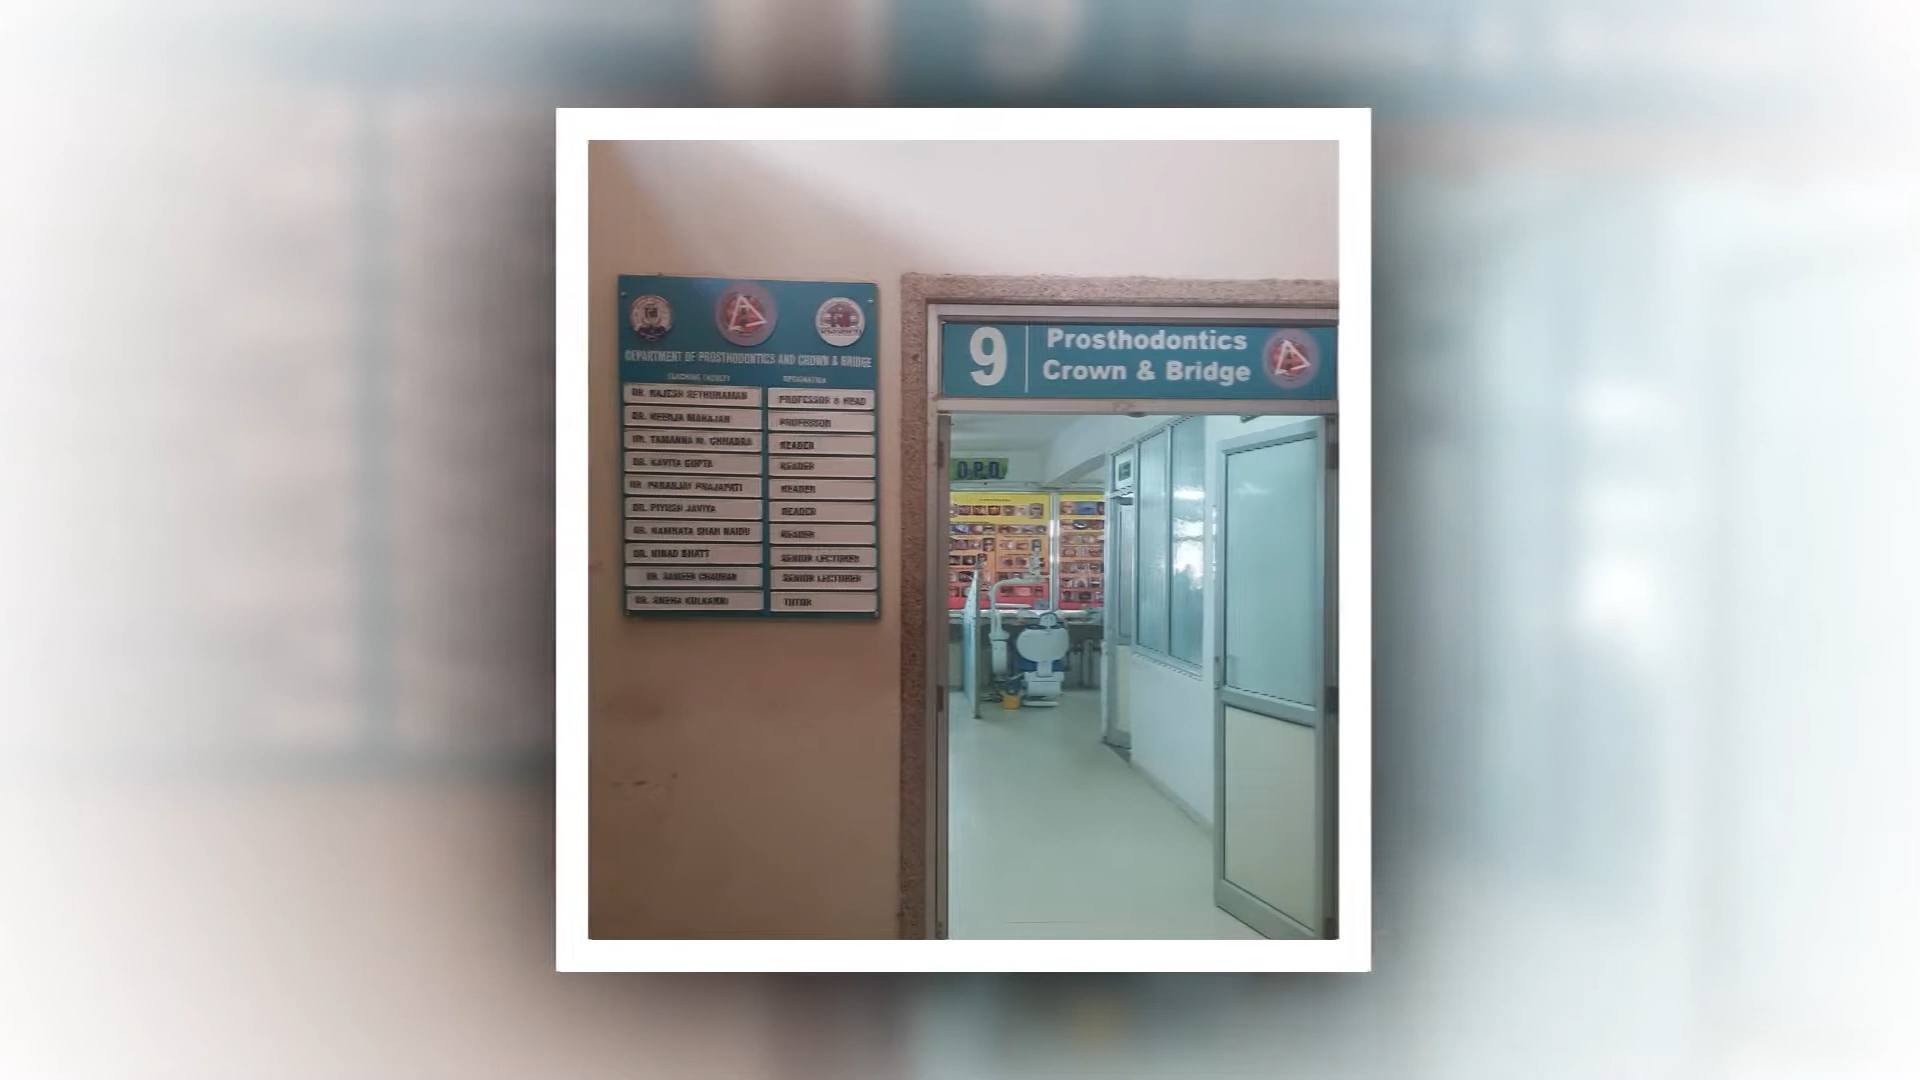 DEPARTMENT OF PROSTHODONTICS AND CROWN & BRIDGE
TEACHING FACULTY DESIGNATION
DR. RAJESH SETHURAMAN PROFESSOR & HEAD
DR. NEERJA MAHAJAN PROFESSOR
DR. TAMANNA M. CHHABRA READER
DR. KAVITA GUPTA READER
DR. PARANJAY PRAJAPATI READER
DR. PIYUSH JAVIYA READER
DR. NAMRATA SHAH NAIDU READER
DR. NINAD BHATT SENIOR LECTURER
DR. SAMEER CHAUHAN SENIOR LECTURER
DR. SNEHA KULKARNI TUTOR
9
Prosthodontics
Crown & Bridge
O.P.D.